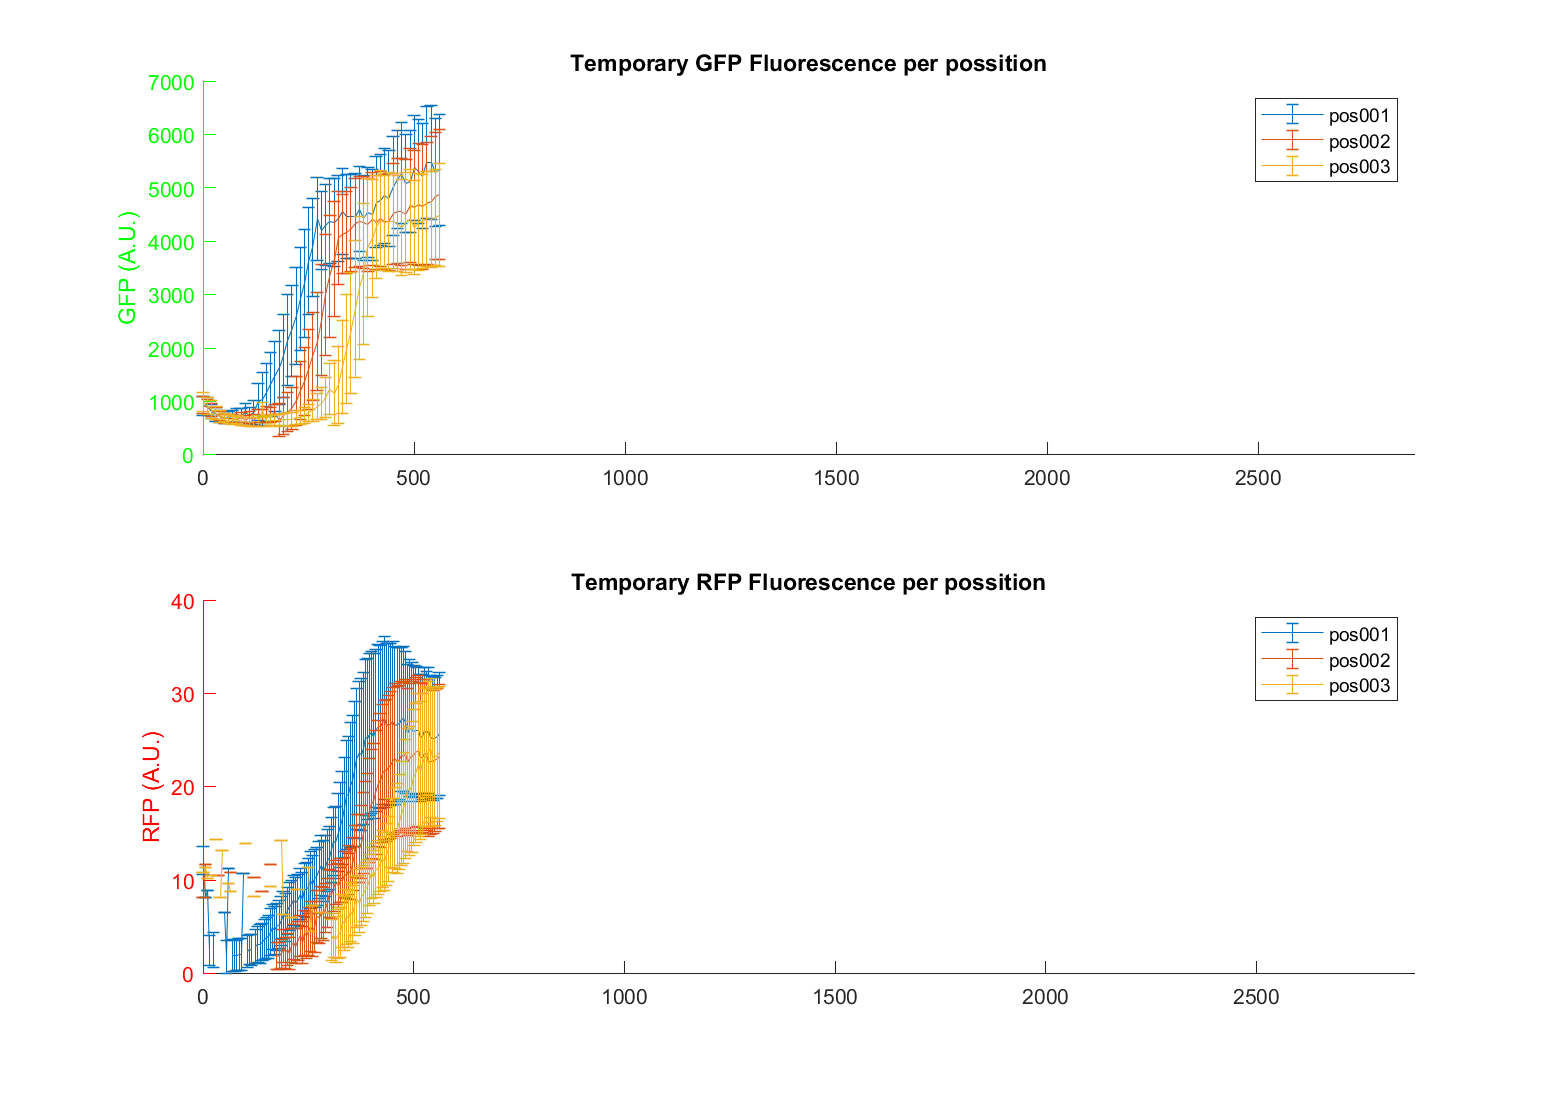 Temporary GFP Fluorescence per possition
GFP (A.U.)
7000
6000
5000
4000
3000
2000
1000
0
0 500 1000 1500 2000 2500
pos001
pos002
pos003
Temporary RFP Fluorescence per possition
RFP (A.U.)
40
30
20
10
0
0 500 1000 1500 2000 2500
pos001
pos002
pos003